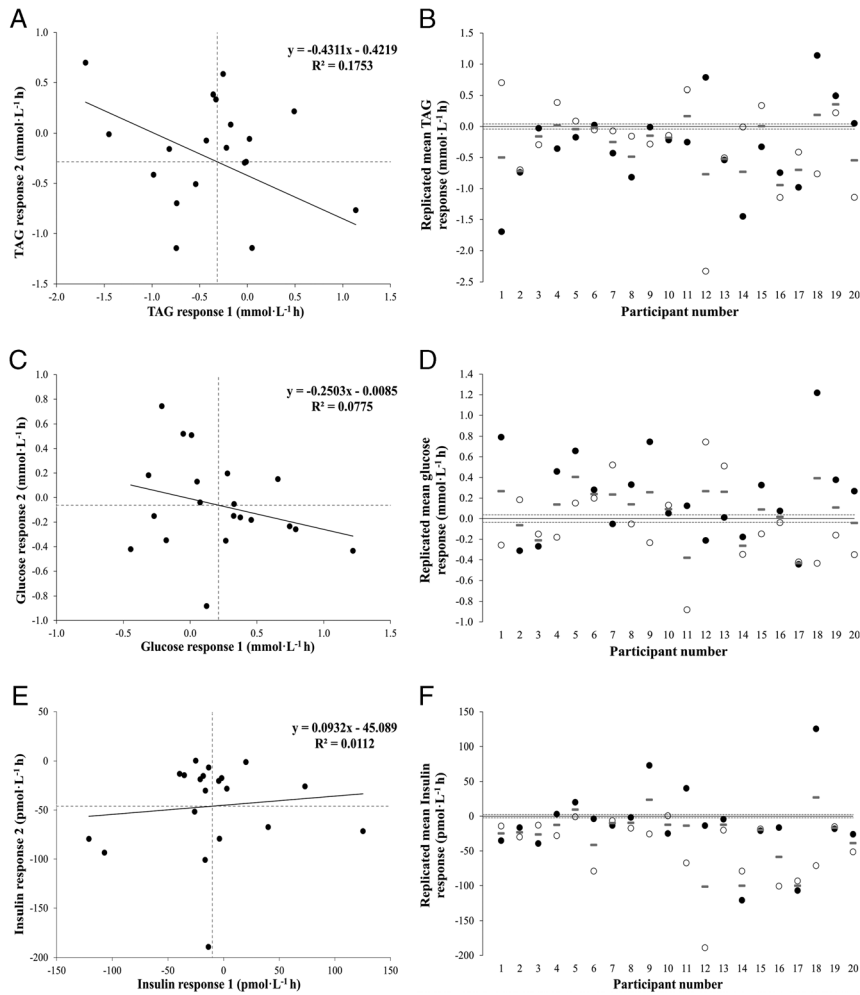 A
y = -0.4311x - 0.4219
R² = 0.1753
TAG response 2 (mmol·L⁻¹ h)
1.0
0.5
0.0
-0.5
-1.0
-1.5
-2.0 -1.5 -1.0 -0.5 0.0 0.5 1.0 1.5
TAG response 1 (mmol·L⁻¹ h)
B
Replicated mean TAG
response (mmol·L⁻¹ h)
1.5
1.0
0.5
0.0
-0.5
-1.0
-1.5
-2.0
-2.5
1 2 3 4 5 6 7 8 9 10 11 12 13 14 15 16 17 18 19 20
Participant number
C
y = -0.2503x - 0.0085
R² = 0.0775
Glucose response 2 (mmol·L⁻¹ h)
1.0
0.8
0.6
0.4
0.2
0.0
-0.2
-0.4
-0.6
-0.8
-1.0
-1.0 -0.5 0.0 0.5 1.0 1.5
Glucose response 1 (mmol·L⁻¹ h)
D
Replicated mean glucose
response (mmol·L⁻¹ h)
1.4
1.2
1.0
0.8
0.6
0.4
0.2
0.0
-0.2
-0.4
-0.6
-0.8
-1.0
1 2 3 4 5 6 7 8 9 10 11 12 13 14 15 16 17 18 19 20
Participant number
E
y = 0.0932x - 45.089
R² = 0.0112
Insulin response 2 (pmol·L⁻¹ h)
50
0
-50
-100
-150
-200
-150 -100 -50 0 50 100 150
Insulin response 1 (pmol·L⁻¹ h)
F
Replicated mean Insulin
response (pmol·L⁻¹ h)
150
100
50
0
-50
-100
-150
-200
1 2 3 4 5 6 7 8 9 10 11 12 13 14 15 16 17 18 19 20
Participant number